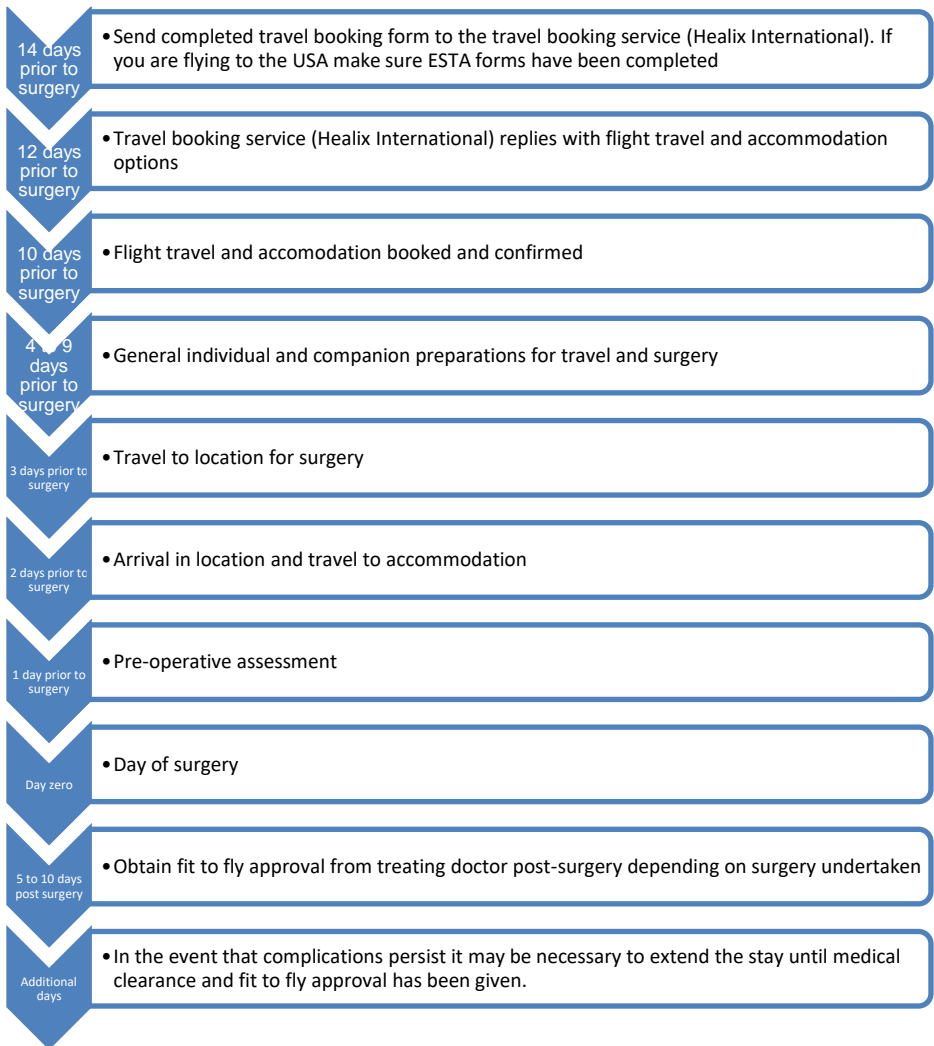 14 days
prior to
surgery
•Send completed travel booking form to the travel booking service (Healix International). If
you are flying to the USA make sure ESTA forms have been completed
12 days
prior to
surgery
•Travel booking service (Healix International) replies with flight travel and accommodation
options
10 days
prior to
surgery
•Flight travel and accomodation booked and confirmed
4 to 9
days
prior to
surgery
•General individual and companion preparations for travel and surgery
3 days prior to
surgery
•Travel to location for surgery
2 days prior to
surgery
•Arrival in location and travel to accommodation
1 day prior to
surgery
•Pre-operative assessment
Day zero
•Day of surgery
5 to 10 days
post surgery
•Obtain fit to fly approval from treating doctor post-surgery depending on surgery undertaken
Additional
days
•In the event that complications persist it may be necessary to extend the stay until medical
clearance and fit to fly approval has been given.